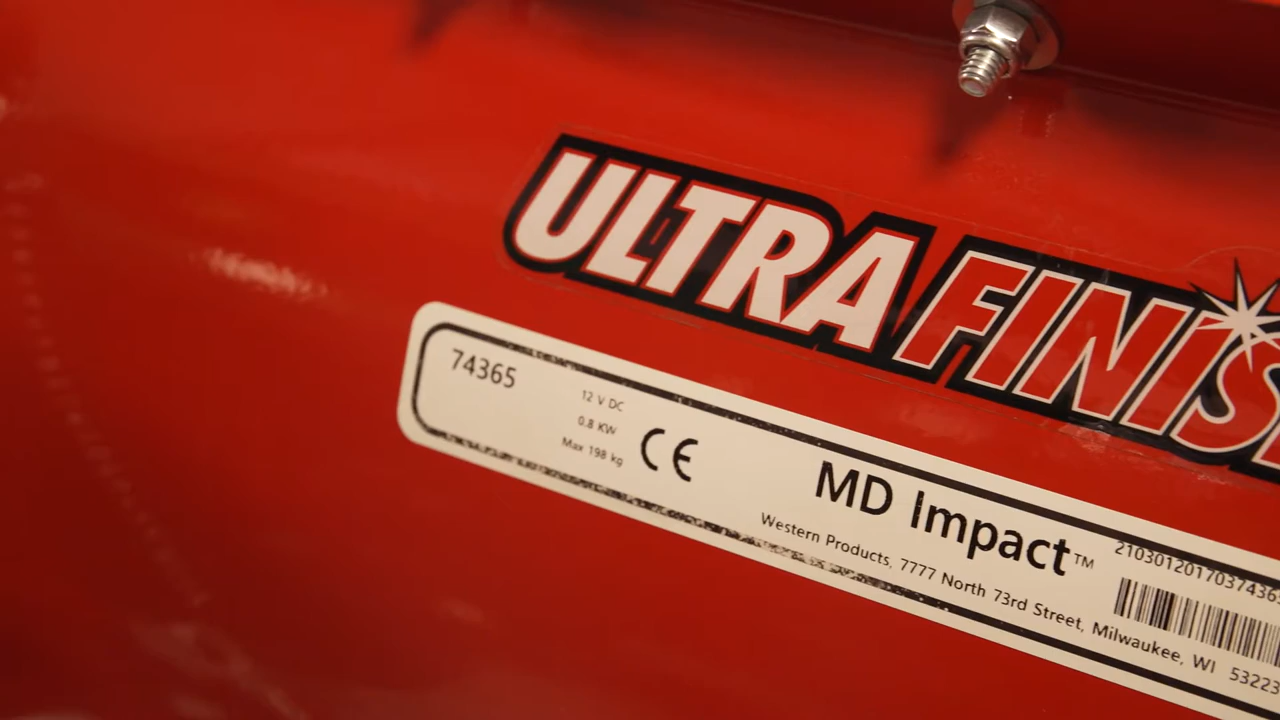 ULTRA FINIS
74365
12 V DC
0.8 KW
Max 198 kg
CE
MD Impact™
Western Products, 7777 North 73rd Street, Milwaukee, WI 53223
2103012017037436